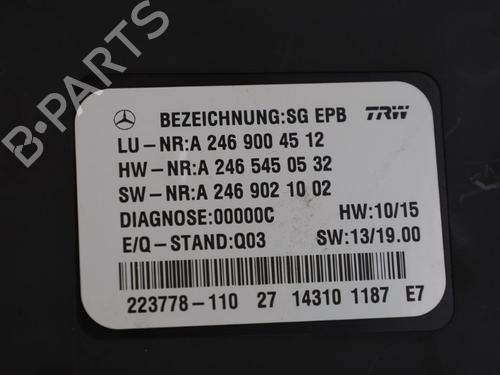 BEZEICHNUNG:SG EPB TRW
LU-NR:A 246 900 45 12
HW-NR:A 246 545 05 32
SW-NR:A 246 902 10 02
DIAGNOSE:00000C HW:10/15
E/Q-STAND:Q03 SW:13/19.00
223778-110 27 14310 1187 E7
B-PARTS